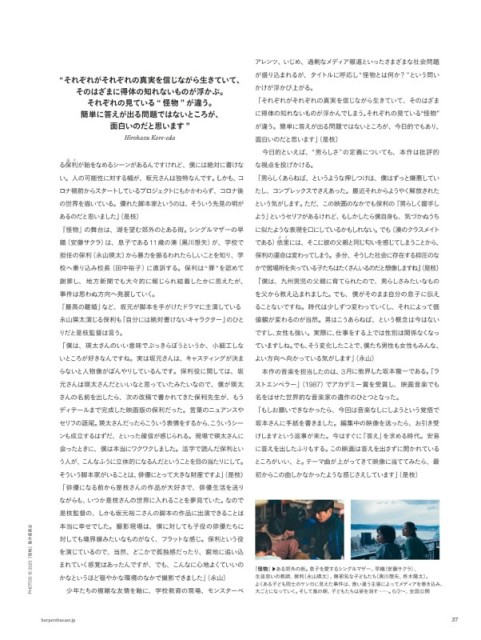 “それぞれがそれぞれの真実を信じながら生きていて、
そのはざまに得体の知れないものが浮かぶ。
それぞれの見ている“怪物”が違う。
簡単に答えが出る問題ではないところが、
面白いのだと思います”
Hirokazu Kore-eda
る保利が飴をなめるシーンがあるんですけれど、僕には絶対に書けな
い。人の可能性に対する幅が、坂元さんは独特なんです。しかも、コ
ロナ禍前からスタートしているプロジェクトにもかかわらず、コロナ後
の世界を描いている。優れた脚本家というのは、そういう先見の明が
あるのだと思いました」（是枝）
「怪物」の舞台は、湖を望む郊外のとある街。シングルマザーの早
織（安藤サクラ）は、息子である11歳の湊（黒川想矢）が、学校で
担任の保利（永山瑛太）から暴力を振るわれたらしいことを知り、学
校へ乗り込み校長（田中裕子）に直訴する。保利は“罪”を認めて
謝罪し、地方新聞でも大々的に報じられ結着したかに思えたが、
事件は思わぬ方向へ発展していく。
「最高の離婚」など、坂元が脚本を手がけたドラマに主演している
永山瑛太演じる保利も「自分には絶対書けないキャラクター」のひと
りだと是枝監督は言う。
「僕は、瑛太さんのいい意味でぶっきらぼうというか、小細工しな
いところが好きなんですね。実は坂元さんは、キャスティングが決ま
らないと人物像がぼんやりしているんです。保利役に関しては、坂
元さんは瑛太さんだといいなと思っていたみたいなので、僕が瑛太
さんの名前を出したら、次の改稿で書かれてきた保利先生が、もう
ディテールまで完成した映画版の保利だった。言葉のニュアンスや
セリフの語尾。瑛太さんだったらこういう表情をするから、こういうシー
ンも成立するはずだ、といった確信が感じられる。現場で瑛太さんに
会ったときに、僕は本当にワクワクしました。活字で読んだ保利とい
う人が、こんなふうに立体的になるんだということを目の当たりにして。
そういう脚本家がいることは、俳優にとって大きな財産ですよ」（是枝）
「俳優になる前から是枝さんの作品が大好きで、俳優生活を送り
ながらも、いつか是枝さんの世界に入れることを夢見ていた。なので
是枝監督の、しかも坂元裕二さんの脚本の作品に出演できることは
本当に幸せでした。撮影現場は、僕に対しても子役の俳優たちに
対しても境界線みたいなものがなく、フラットな感じ。保利という役
を演じているので、当然、どこかで孤独感だったり、窮地に追い込
まれていく感覚はあったんですが、でも、こんなに心地よくていいの
かなというほど穏やかな環境のなかで撮影できました」（永山）
少年たちの複雑な友情を軸に、学校教育の現場、モンスターペ
アレンツ、いじめ、過剰なメディア報道といったさまざまな社会問題
が盛り込まれるが、タイトルに呼応し“怪物とは何か？”という問い
かけが浮かび上がる。
「それぞれがそれぞれの真実を信じながら生きていて、そのはざま
に得体の知れないものが浮かんでしまう。それぞれの見ている“怪物”
が違う。簡単に答えが出る問題ではないところが、今日的でもあり、
面白いのだと思います」（是枝）
今日的といえば、“男らしさ”の定義についても、本作は批評的
な視点を投げかける。
「男らしくあらねば、というような押しつけは、僕はずっと嫌悪してい
たし、コンプレックスでさえあった。最近それからようやく解放された
という気がします。ただ、この映画のなかでも保利の「男らしく握手し
よう」というセリフがあるけれど、もしかしたら僕自身も、気づかぬうち
に似たような表現を口にしているかもしれない。でも（湊のクラスメイト
である）依里には、そこに彼の父親と同じ匂いを感じてしまうことから、
保利の運命は変わってしまう。多分、そうした社会に存在する抑圧のな
かで居場所を失っている子たちはたくさんいるのだと想像しますね」（是枝）
「僕は、九州男児の父親に育てられたので、男らしさみたいなもの
を父から教え込まれました。でも、僕がそのまま自分の息子に伝え
ることないですね。時代は少しずつ変わっていくし、それによって価
値観が変わるのが当然。男はこうあらねば、という概念は今はない
ですし、女性も強い。実際に、仕事をする上では性別は関係なくなっ
ていますしね。でも、そう変化したことで、僕たち男性も女性もみんな、
よい方向へ向かっている気がします」（永山）
本作の音楽を担当したのは、3月に他界した坂本龍一である。『ラ
ストエンペラー』（1987）でアカデミー賞を受賞し、映画音楽でも
名をはせた世界的な音楽家の遺作のひとつとなった。
「もしお願いできなかったら、今回は音楽なしにしようという覚悟で
坂本さんに手紙を書きました。編集中の映像を送ったら、お引き受
けしますという返事が来た。今はすぐに「答え」を求める時代。安易
に答えを出したふりもする。この映画は答えを出さずに開かれている
ところがいい、と。テーマ曲が上がってきて映像に当ててみたら、最
初からこの曲しかなかったような感じさえしています」（是枝）
『怪物』▶ある郊外の街。息子を愛するシングルマザー、早織（安藤サクラ）、
生徒思いの教師、保利（永山瑛太）、無邪気な子どもたち（黒川想矢、柊木陽太）。
よくある子ども同士のケンカに見えた事件は、食い違う主張によってメディアを巻き込み、
大ごとになっていく。そして嵐の朝、子どもたちは姿を消す……。6/2〜、全国公開
PHOTOS: © 2023「怪物」製作委員会
harpersbazaar.jp
37